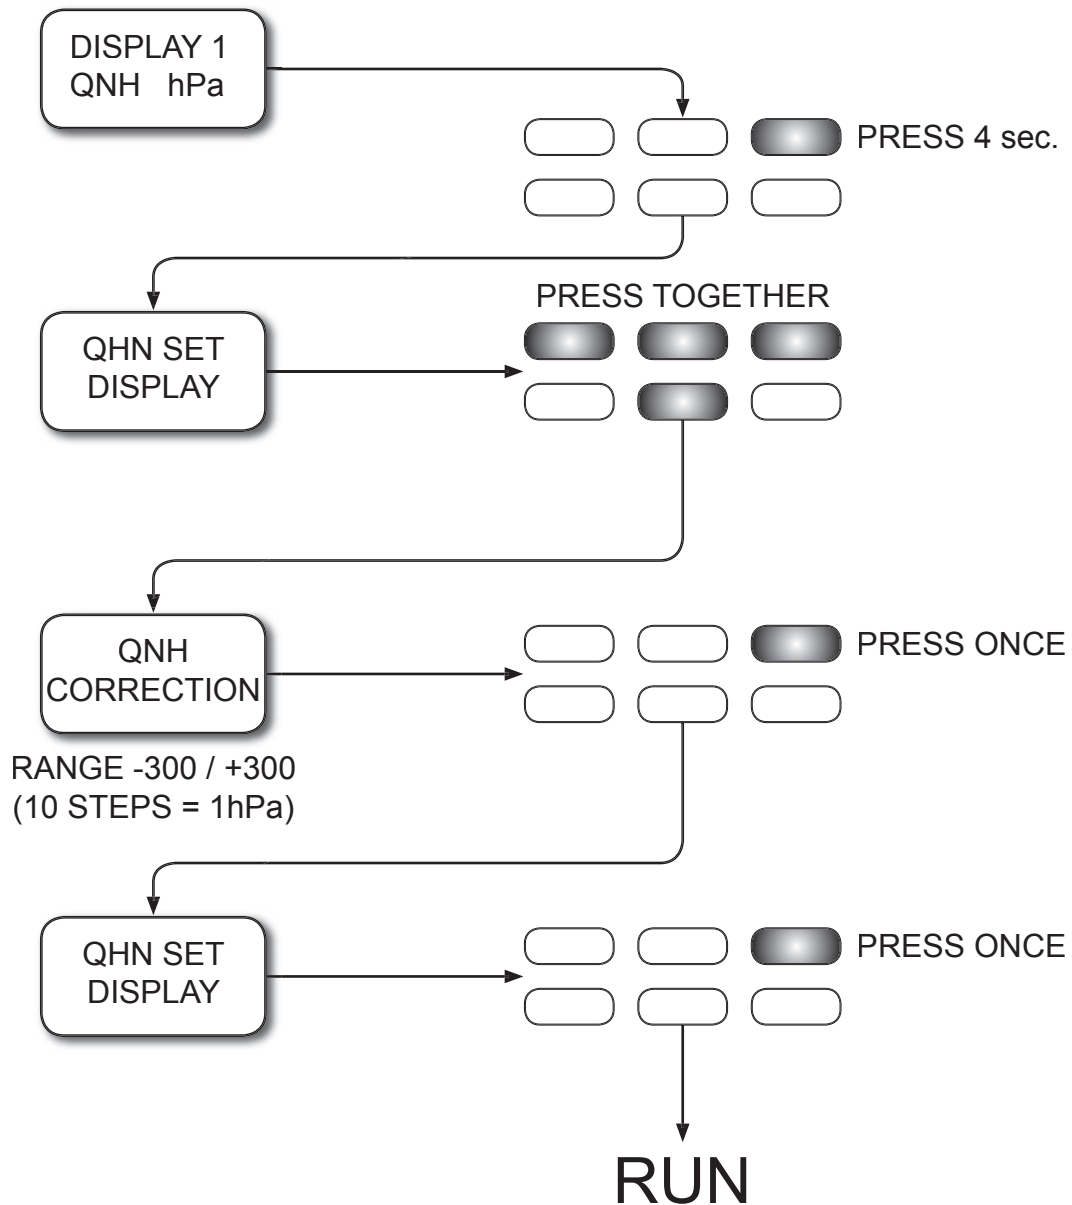 DISPLAY 1
QNH hPa
PRESS 4 sec.
PRESS TOGETHER
QHN SET
DISPLAY
QNH
CORRECTION
PRESS ONCE
RANGE -300 / +300
(10 STEPS = 1hPa)
QHN SET
DISPLAY
PRESS ONCE
RUN